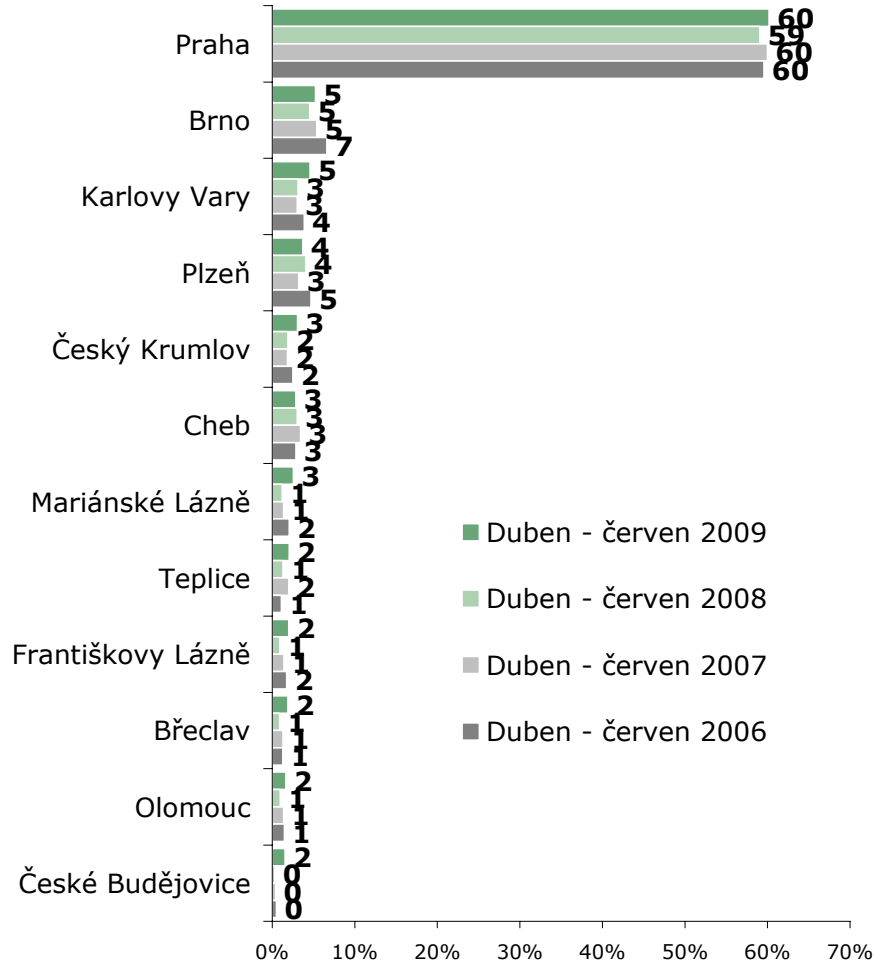 Praha
60
59
60
60
Brno
5
5
5
7
Karlovy Vary
5
3
3
4
Plzeň
4
4
3
5
Český Krumlov
3
2
2
2
Cheb
3
3
3
3
Mariánské Lázně
3
1
1
2
Teplice
2
1
2
1
Františkovy Lázně
2
1
1
2
Břeclav
2
1
1
1
Olomouc
2
1
1
1
České Budějovice
2
0
0
0
Duben - červen 2009
Duben - červen 2008
Duben - červen 2007
Duben - červen 2006
0% 10% 20% 30% 40% 50% 60% 70%